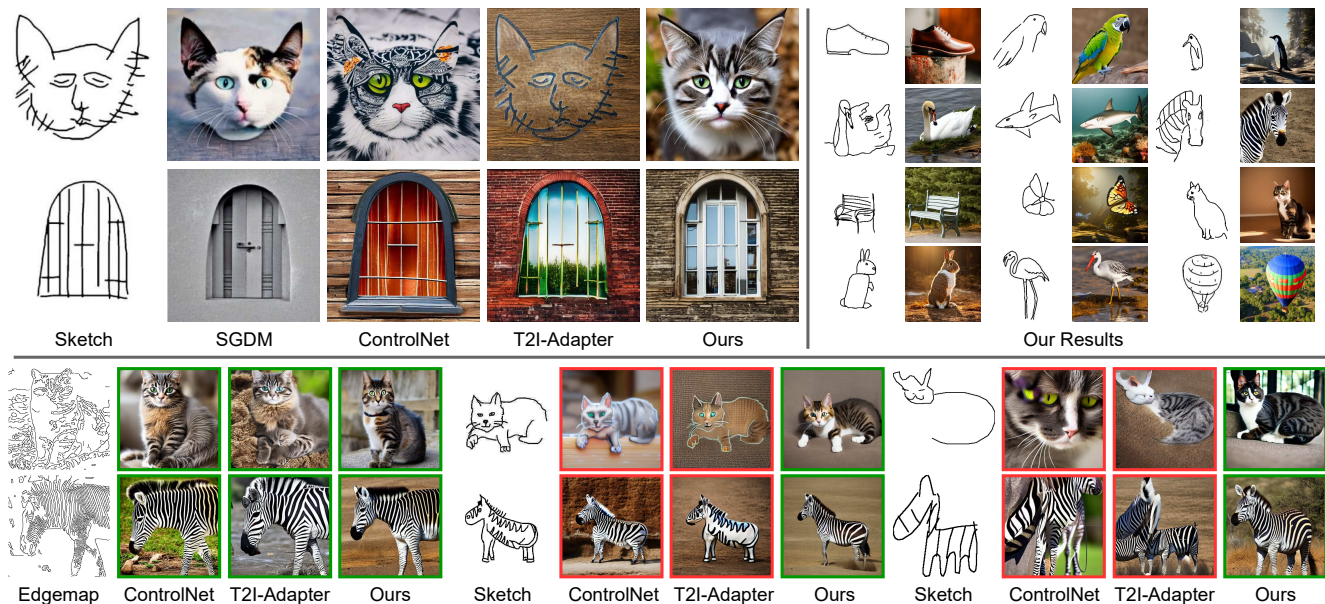 Sketch SGDM ControlNet T2I-Adapter Ours
Our Results
Edgemap ControlNet T2I-Adapter Ours Sketch ControlNet T2I-Adapter Ours Sketch ControlNet T2I-Adapter Ours